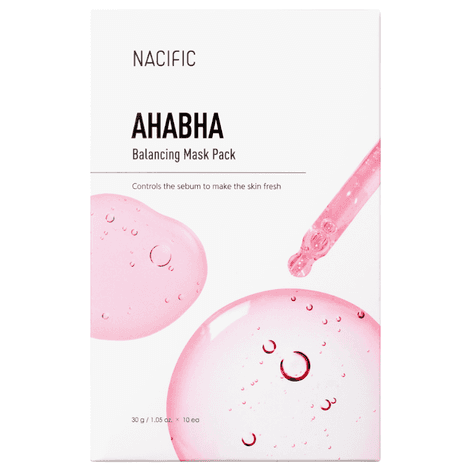 NACIFIC
AHABHA
Balancing Mask Pack
Controls the sebum to make the skin fresh
30 g / 1.05 oz. × 10 ea